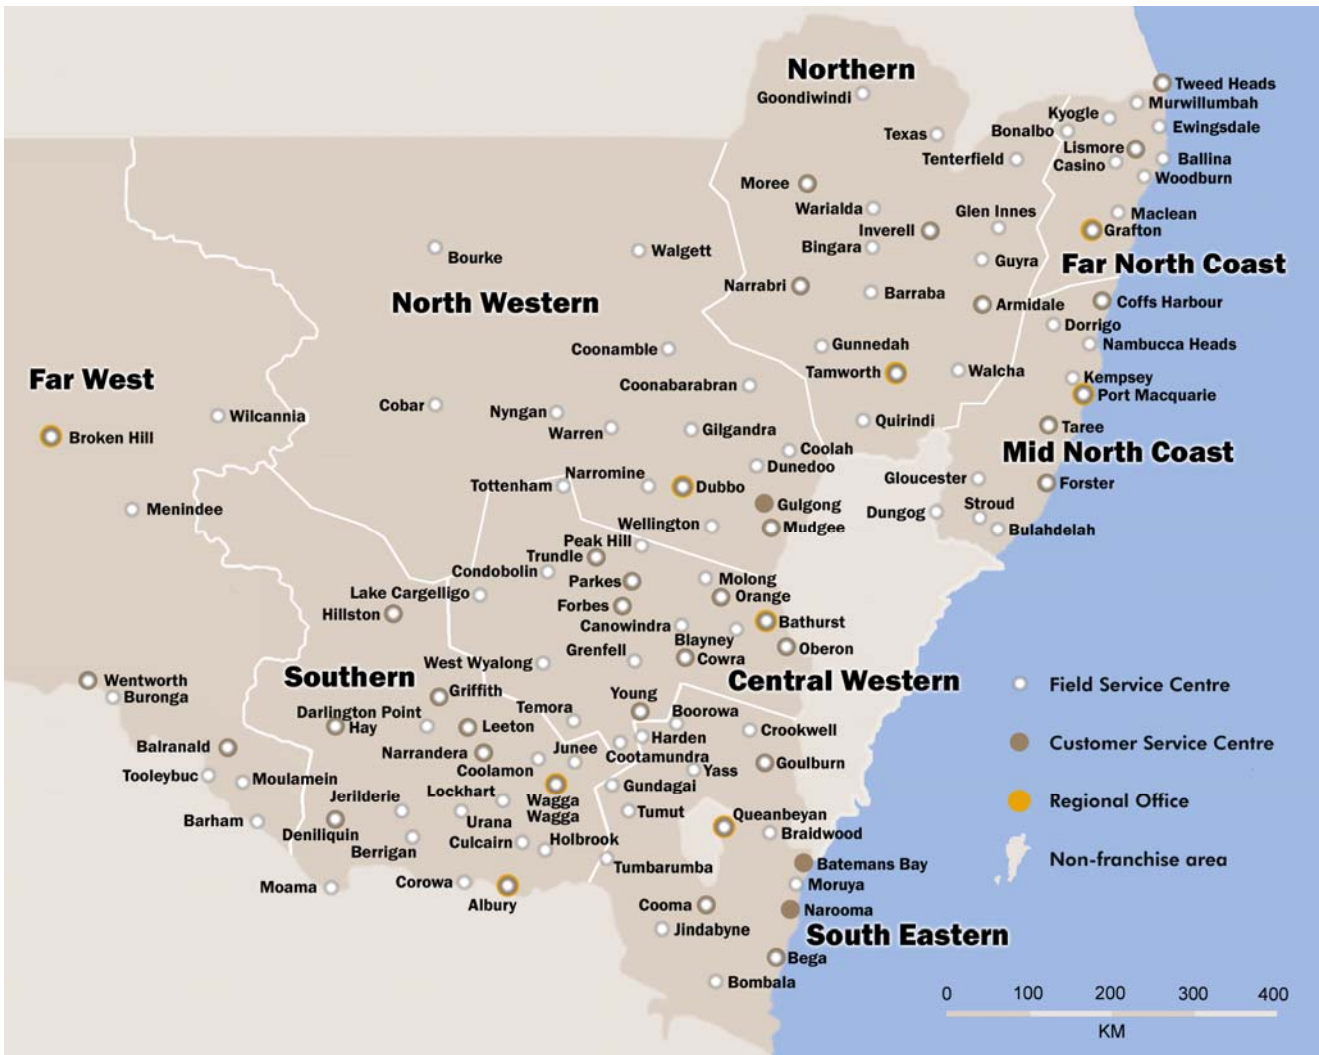 Northern
Goondiwindi
Tweed Heads
Murwillumbah
Kyogle
Ewingsdale
Texas
Bonalbo
Lismore
Tenterfield
Casino
Ballina
Woodburn
Moree
Warialda
Glen Innes
Maclean
Inverell
Grafton
Bingara
Bourke
Walgett
Guyra
Far North Coast
Narrabri
Barraba
North Western
Armidale
Coffs Harbour
Dorrigo
Coonamble
Gunnedah
Nambucca Heads
Far West
Coonabarabran
Tamworth
Walcha
Kempsey
Port Macquarie
Cobar
Nyngan
Wilcannia
Warren
Gilgandra
Quirindi
Taree
Broken Hill
Coolah
Mid North Coast
Dunedoo
Narromine
Gloucester
Tottenham
Dubbo
Forster
Gulgong
Stroud
Menindee
Dungog
Wellington
Mudgee
Bulahdelah
Peak Hill
Trundle
Condobolin
Parkes
Molong
Lake Cargelligo
Orange
Hillston
Forbes
Canowindra
Bathurst
Blayney
Grenfell
Oberon
West Wyalong
Cowra
Southern
Wentworth
Central Western
Field Service Centre
Buronga
Griffith
Young
Darlington Point
Temora
Boorowa
Hay
Leeton
Crookwell
Harden
Balranald
Narrandera
Junee
Customer Service Centre
Coolamon
Cootamundra
Goulburn
Tooleybuc
Moulamein
Yass
Jerilderie
Lockhart
Gundagai
Wagga
Wagga
Regional Office
Tumut
Queanbeyan
Barham
Urana
Deniliquin
Braidwood
Berrigan
Culcairn
Holbrook
Tumbarumba
Batemans Bay
Non-franchise area
Moama
Corowa
Moruya
Albury
Cooma
Narooma
Jindabyne
South Eastern
Bega
Bombala
0 100 200 300 400
KM